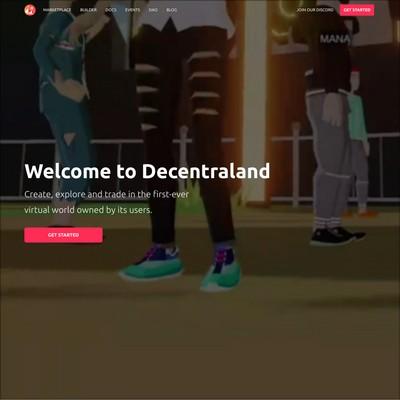 MARKETPLACE BUILDER DOCS EVENTS DAO BLOG JOIN OUR DISCORD GET STARTED
MANA
Welcome to Decentraland
Create, explore and trade in the first-ever
virtual world owned by its users.
GET STARTED